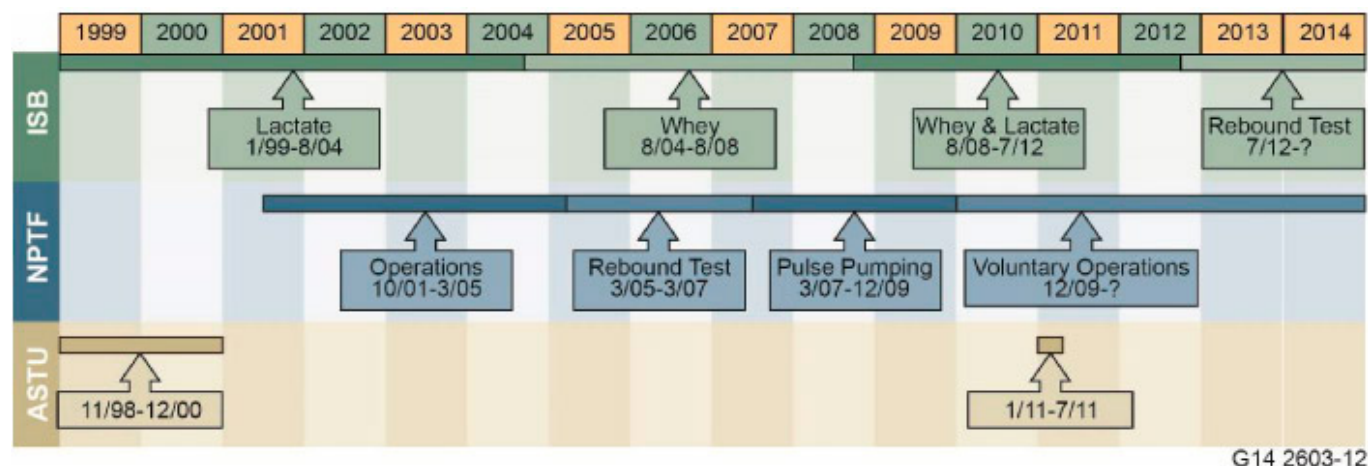 1999 2000 2001 2002 2003 2004 2005 2006 2007 2008 2009 2010 2011 2012 2013 2014
ISB
Lactate
1/99-8/04
Whey
8/04-8/08
Whey & Lactate
8/08-7/12
Rebound Test
7/12-?
NPTF
Operations
10/01-3/05
Rebound Test
3/05-3/07
Pulse Pumping
3/07-12/09
Voluntary Operations
12/09-?
ASTU
11/98-12/00
1/11-7/11
G14 2603-12